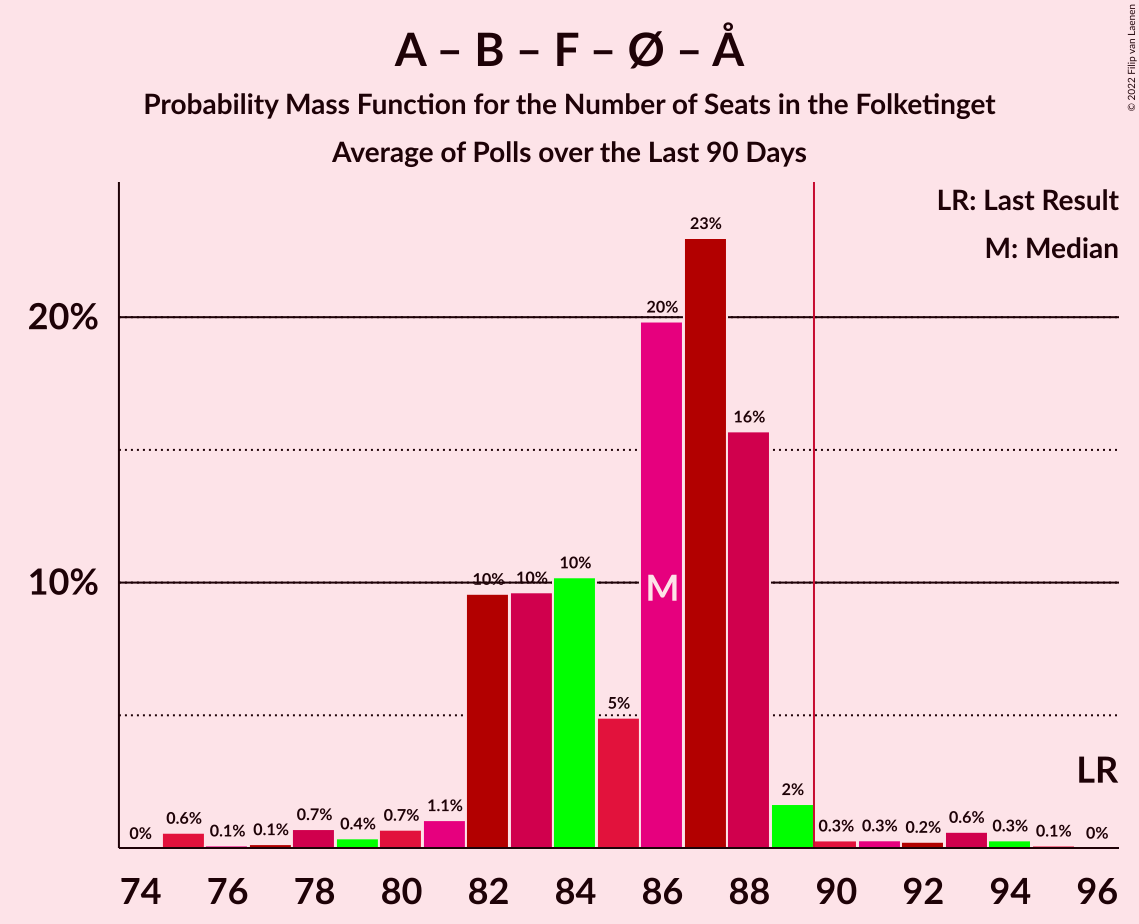 A – B – F – Ø – Å
Probability Mass Function for the Number of Seats in the Folketinget
Average of Polls over the Last 90 Days
© 2022 Filip van Laenen
LR: Last Result
M: Median
20%
10%
0%
0.6%
0.1%
0.1%
0.7%
0.4%
0.7%
1.1%
10%
10%
10%
5%
20%
23%
16%
2%
0.3%
0.3%
0.2%
0.6%
0.3%
0.1%
0%
M
LR
74 76 78 80 82 84 86 88 90 92 94 96